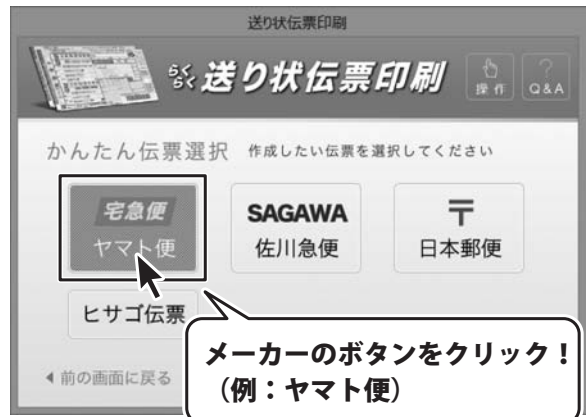 送り状伝票印刷
らくらく 送り状伝票印刷
操作
?
Q&A
かんたん伝票選択 作成したい伝票を選択してください
宅急便
ヤマト便
SAGAWA
佐川急便
〒
日本郵便
ヒサゴ伝票
メーカーのボタンをクリック！
（例：ヤマト便）
前の画面に戻る